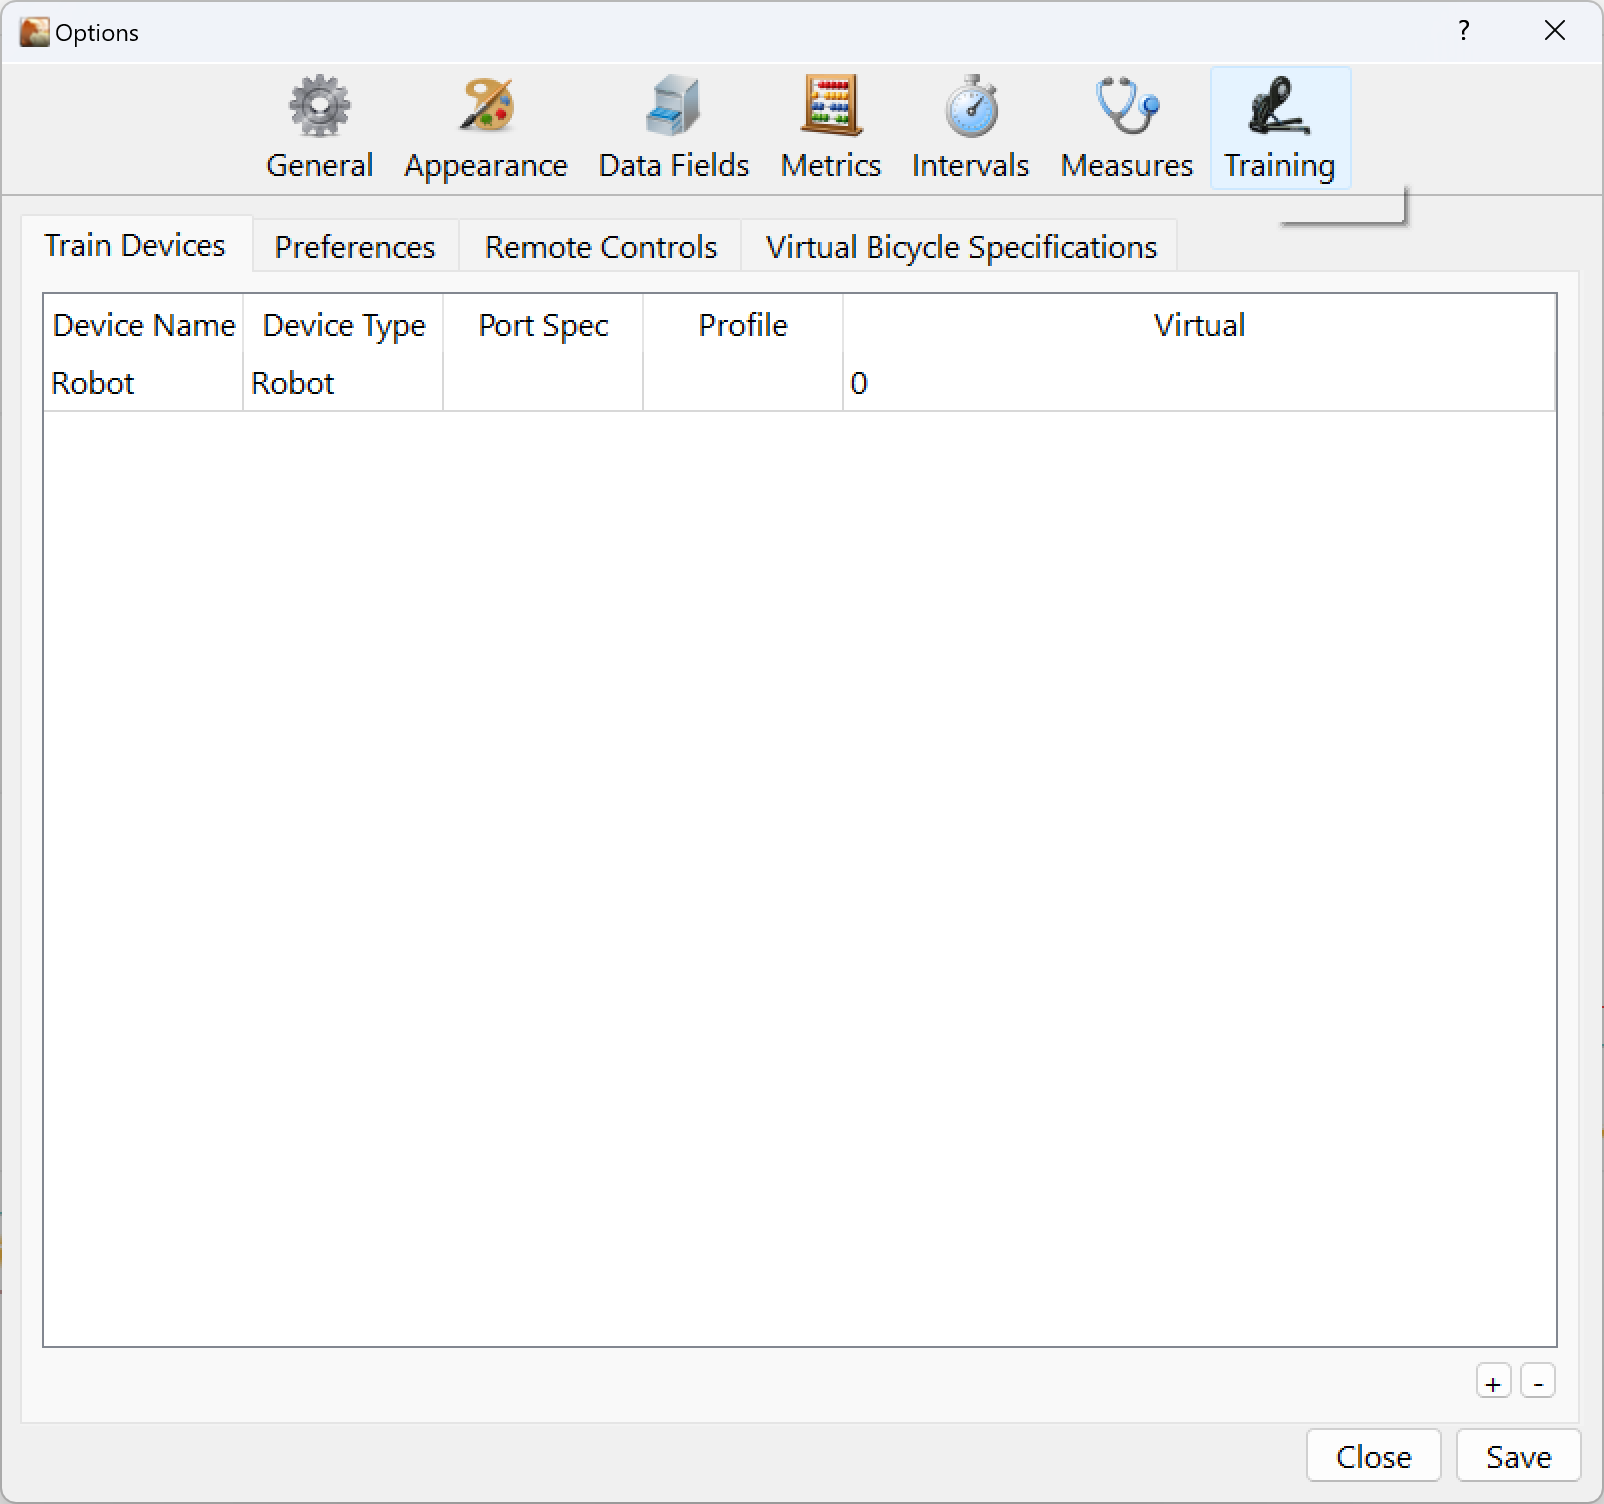 Options ?
General Appearance Data Fields Metrics Intervals Measures Training
Train Devices Preferences Remote Controls Virtual Bicycle Specifications
Device Name Device Type Port Spec Profile Virtual
Robot Robot 0
+ -
Close Save